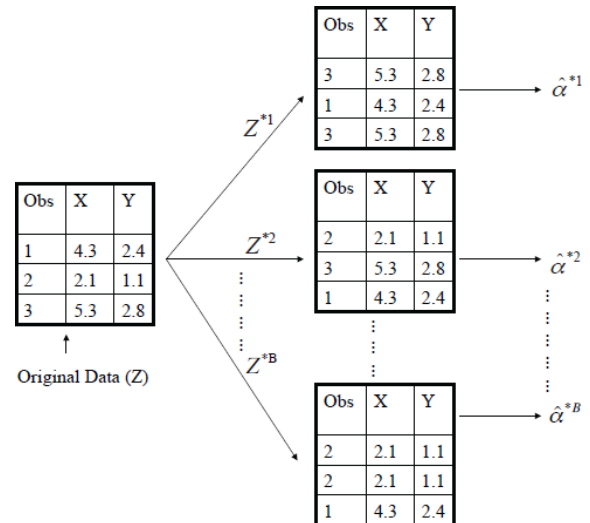 Obs X Y
1 4.3 2.4
2 2.1 1.1
3 5.3 2.8
Original Data (Z)
Z*1
Obs X Y
3 5.3 2.8
1 4.3 2.4
3 5.3 2.8
α̂*1
Z*2
Obs X Y
2 2.1 1.1
3 5.3 2.8
1 4.3 2.4
α̂*2
Z*B
Obs X Y
2 2.1 1.1
2 2.1 1.1
1 4.3 2.4
α̂*B